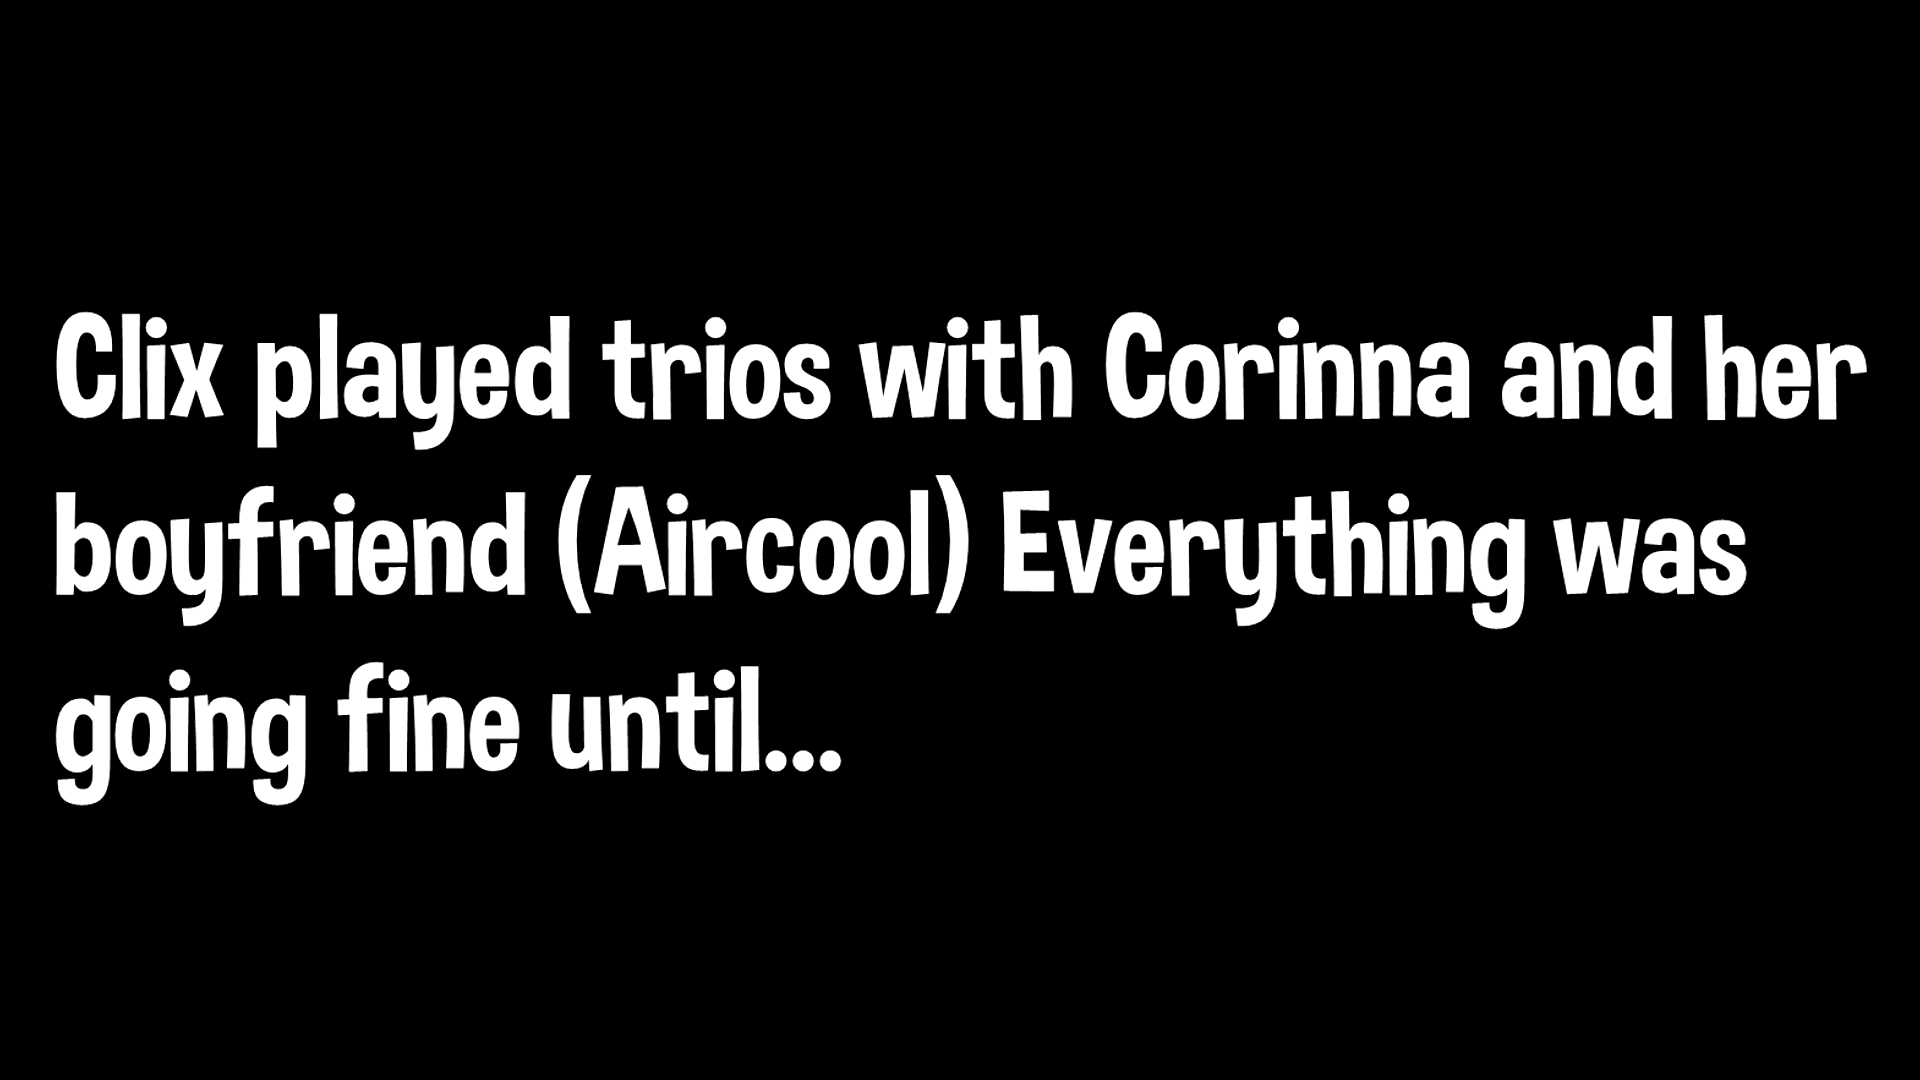 Clix played trios with Corinna and her
boyfriend (Aircool) Everything was
going fine until...